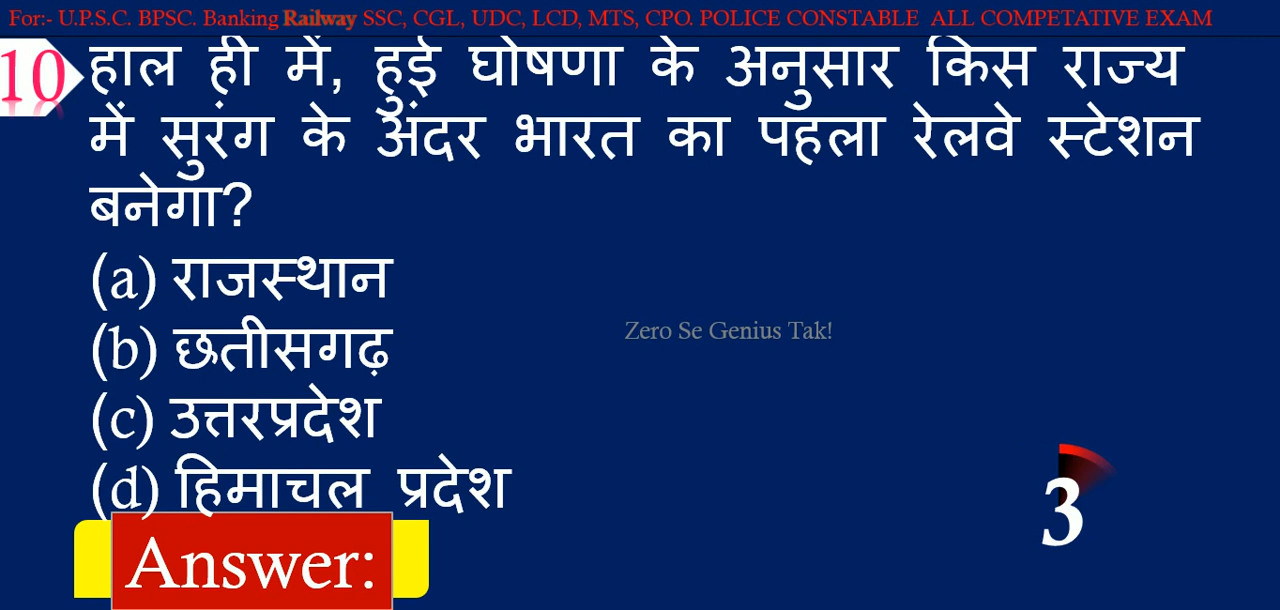 For:- U.P.S.C. BPSC. Banking Railway SSC, CGL, UDC, LCD, MTS, CPO. POLICE CONSTABLE ALL COMPETATIVE EXAM
10 हाल ही में, हुई घोषणा के अनुसार किस राज्य
में सुरंग के अंदर भारत का पहला रेलवे स्टेशन
बनेगा?
(a) राजस्थान
(b) छत्तीसगढ़
Zero Se Genius Tak!
(c) उत्तरप्रदेश
(d) हिमाचल प्रदेश
3
Answer: